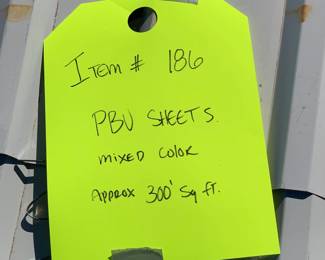 Item # 186
PBU SHEETS
mixed color
Approx 300' Sq ft.